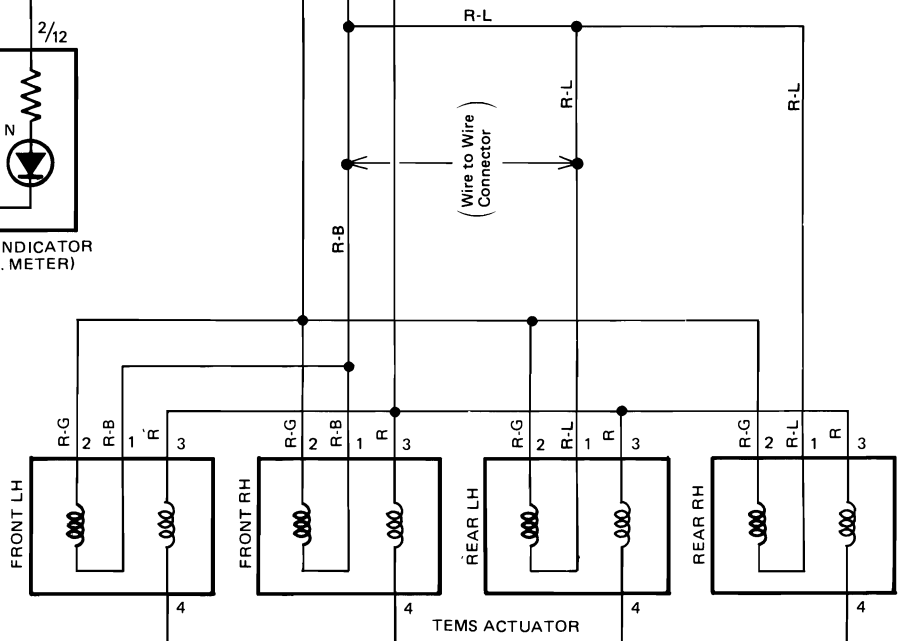 2/12
N
NDICATOR
. METER)
R-L
R-L
R-L
(Wire to Wire
Connector)
R-B
R-G
2
R-B
1
R
3
R-G
2
R-B
1
R
3
R-G
2
R-L
1
R
3
R-G
2
R-L
1
R
3
FRONT LH
FRONT RH
REAR LH
REAR RH
4
4
4
4
TEMS ACTUATOR